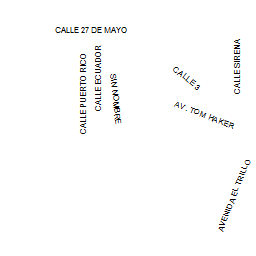 CALLE 27 DE MAYO
CALLE PUERTO RICO
CALLE ECUADOR
SIN NOMBRE
CALLE 3
CALLE SIRENA
AV. TOM HAKER
AVENIDA EL TRILLO